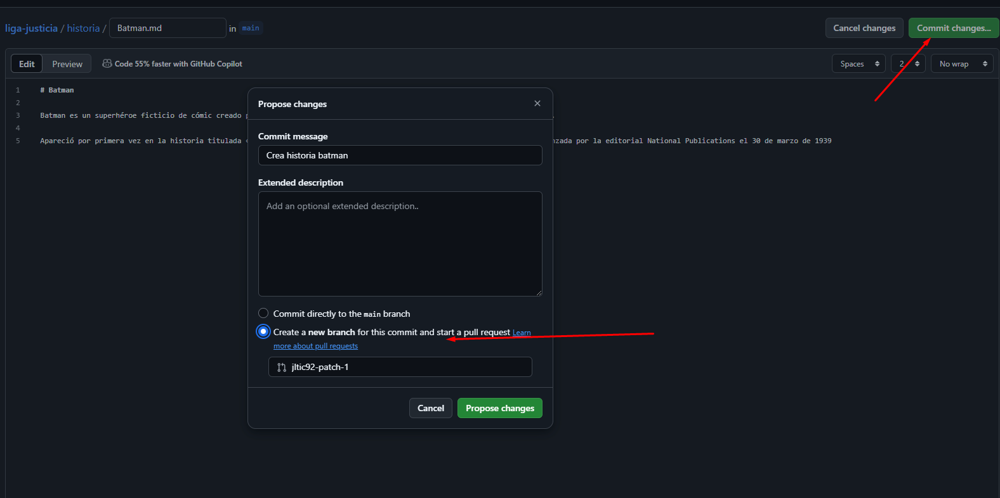 liga-justicia / historia / Batman.md in main
Cancel changes
Commit changes...
Edit
Preview
Code 55% faster with GitHub Copilot
Spaces
2
No wrap
1 # Batman
2
3 Batman es un superhéroe ficticio de cómic creado
4
5 Apareció por primera vez en la historia titulada
nzada por la editorial National Publications el 30 de marzo de 1939
Propose changes
Commit message
Crea historia batman
Extended description
Add an optional extended description..
Commit directly to the main branch
Create a new branch for this commit and start a pull request Learn
more about pull requests
jltic92-patch-1
Cancel
Propose changes